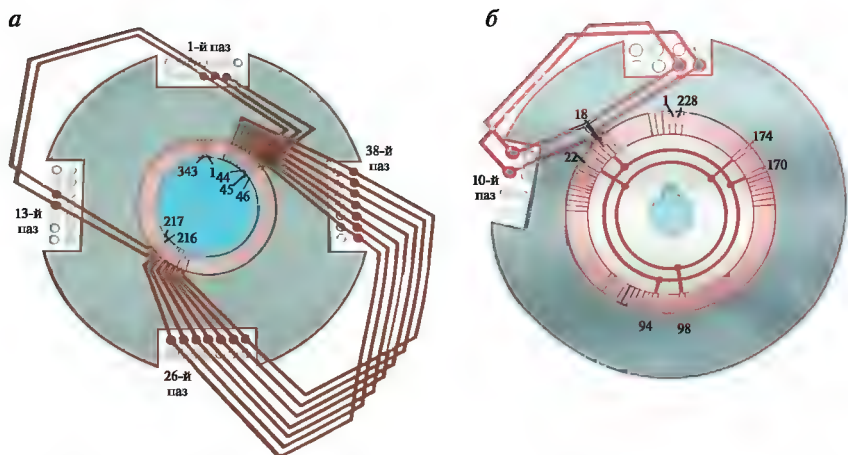 а
1-й паз
343
1
44
45
46
38-й
паз
13-й
паз
217
216
26-й
паз
б
1
228
18
22
174
170
10-й
паз
94
98